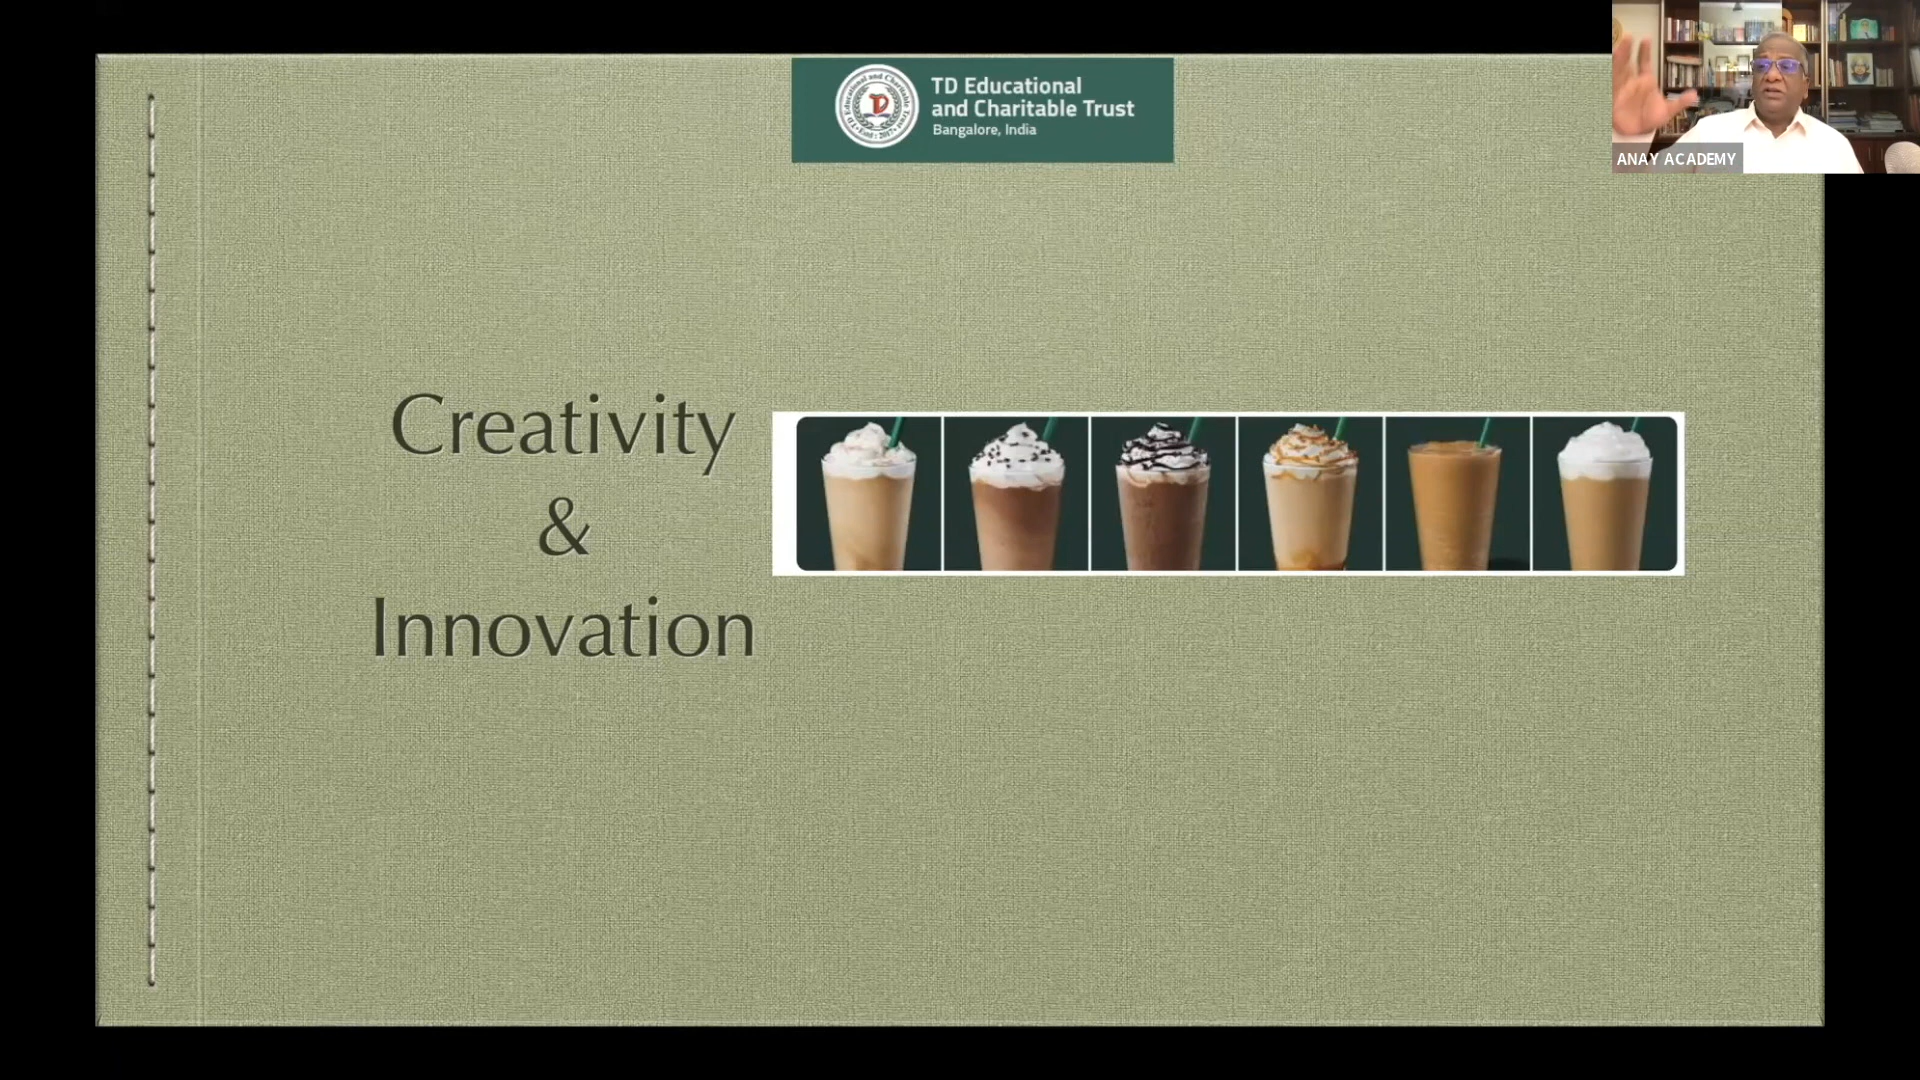 TD Educational
and Charitable Trust
Bangalore, India
ANAY ACADEMY
Creativity
&
Innovation